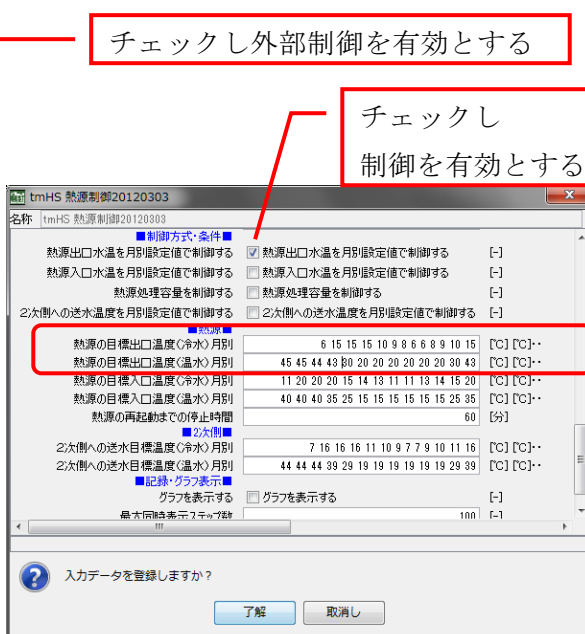 チェックし外部制御を有効とする
チェックし
制御を有効とする
tmHS 熱源制御20120303
名称 tmHS 熱源制御20120303
■制御方式・条件■
熱源出口水温を月別設定値で制御する 熱源出口水温を月別設定値で制御する [-]
熱源入口水温を月別設定値で制御する 熱源入口水温を月別設定値で制御する [-]
熱源処理容量を制御する 熱源処理容量を制御する [-]
2次側への送水温度を月別設定値で制御する 2次側への送水温度を月別設定値で制御する [-]
■熱源■
熱源の目標出口温度(冷水)月別 6 15 15 15 10 9 8 6 6 8 9 10 15 [℃] [℃]・・
熱源の目標出口温度(温水)月別 45 45 44 43 30 20 20 20 20 20 20 30 43 [℃] [℃]・・
熱源の目標入口温度(冷水)月別 11 20 20 20 15 14 13 11 11 13 14 15 20 [℃] [℃]・・
熱源の目標入口温度(温水)月別 40 40 40 35 25 15 15 15 15 15 15 25 35 [℃] [℃]・・
熱源の再起動までの停止時間 60 [分]
■2次側■
2次側への送水目標温度(冷水)月別 7 16 16 16 11 10 9 7 7 9 10 11 16 [℃] [℃]・・
2次側への送水目標温度(温水)月別 44 44 44 39 29 19 19 19 19 19 19 29 39 [℃] [℃]・・
■記録・グラフ表示■
グラフを表示する グラフを表示する [-]
最大同時表示ステップ数 100 [-]
入力データを登録しますか?
了解 取消し